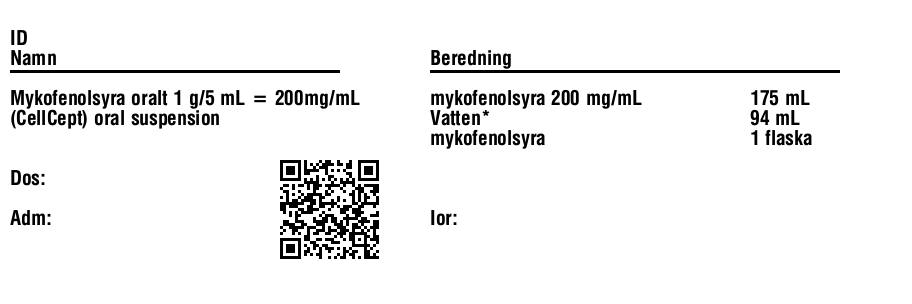 ID
Namn
Mykofenolsyra oralt 1 g/5 mL = 200mg/mL
(CellCept) oral suspension
Dos:
Adm:
Beredning
mykofenolsyra 200 mg/mL 175 mL
Vatten* 94 mL
mykofenolsyra 1 flaska
Ior: